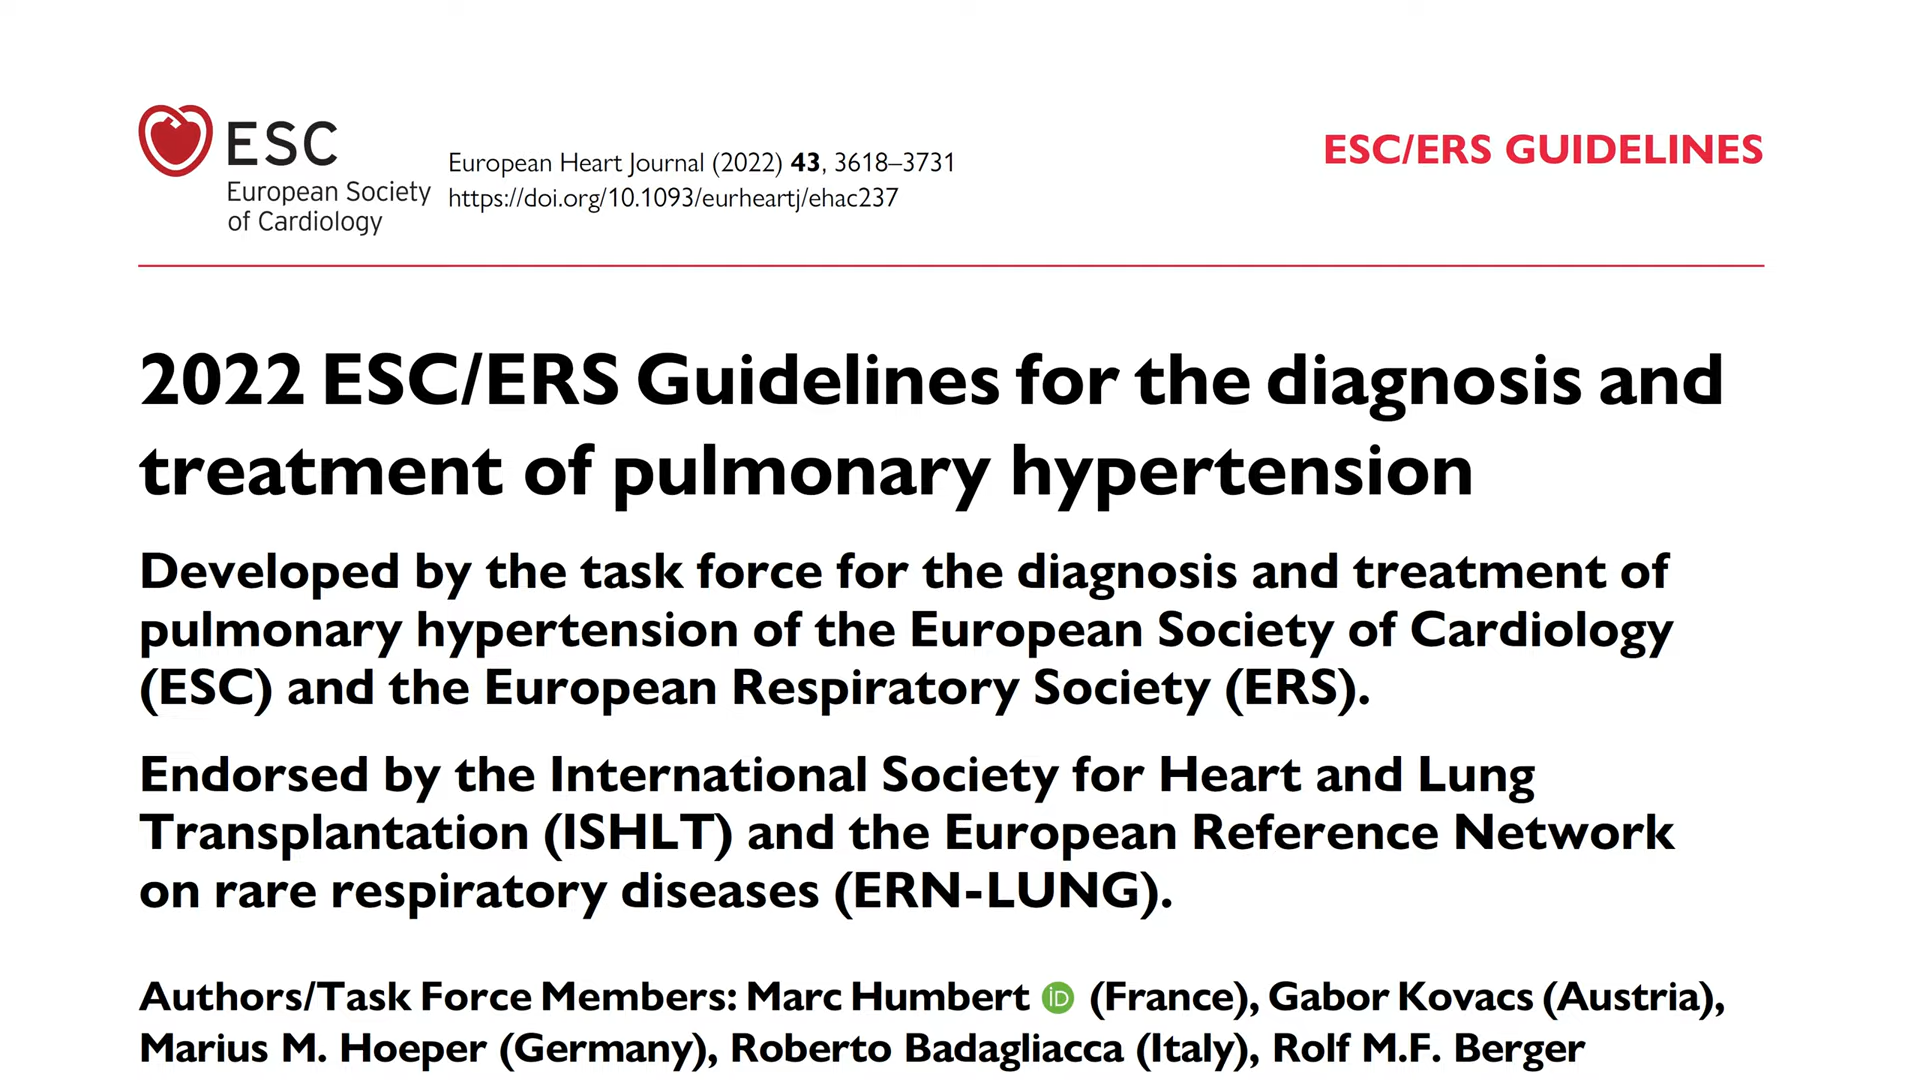 ESC
European Society
of Cardiology
European Heart Journal (2022) 43, 3618–3731
https://doi.org/10.1093/eurheartj/ehac237
ESC/ERS GUIDELINES
2022 ESC/ERS Guidelines for the diagnosis and
treatment of pulmonary hypertension
Developed by the task force for the diagnosis and treatment of
pulmonary hypertension of the European Society of Cardiology
(ESC) and the European Respiratory Society (ERS).
Endorsed by the International Society for Heart and Lung
Transplantation (ISHLT) and the European Reference Network
on rare respiratory diseases (ERN-LUNG).
Authors/Task Force Members: Marc Humbert iD (France), Gabor Kovacs (Austria),
Marius M. Hoeper (Germany), Roberto Badagliacca (Italy), Rolf M.F. Berger